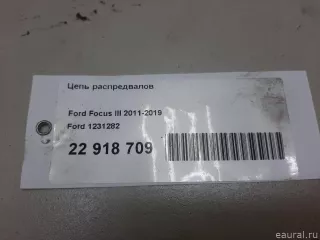 Цепь распредвалов
Ford Focus III 2011-2019
Ford 1231282
22 918 709
eaural.ru